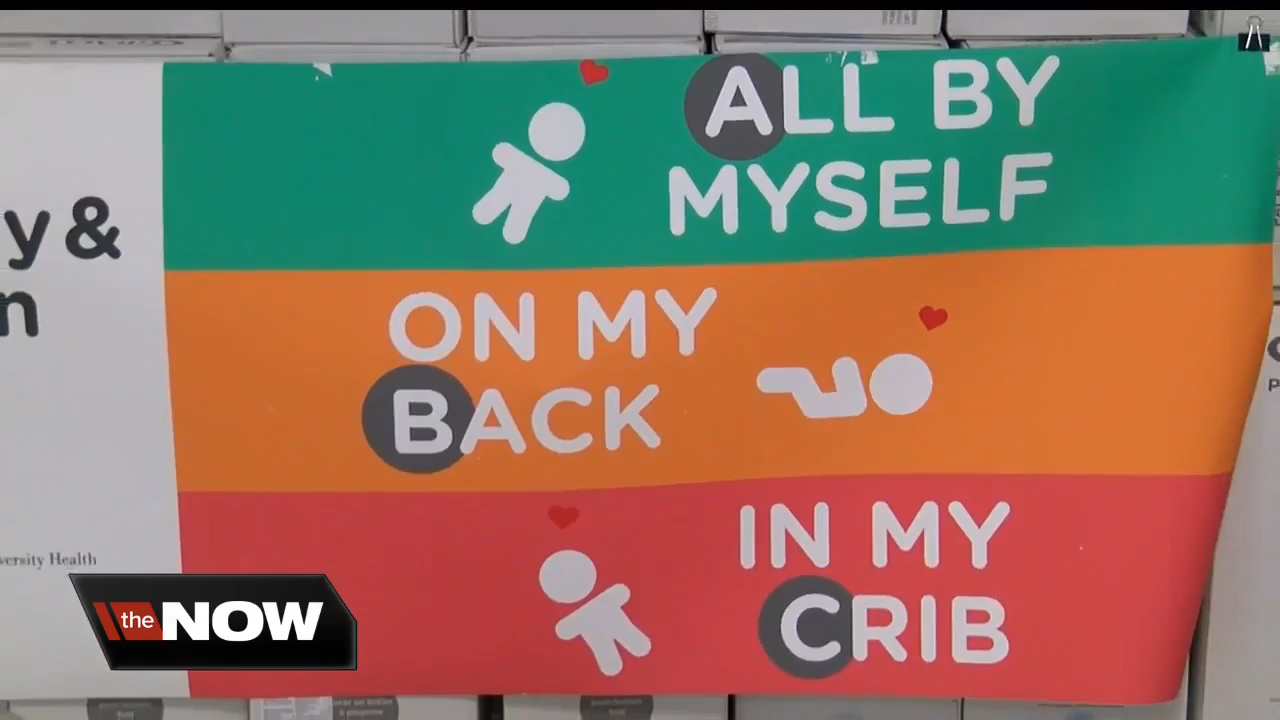 ALL BY
MYSELF
y &
n
ON MY
BACK
IN MY
CRIB
versity Health
the NOW